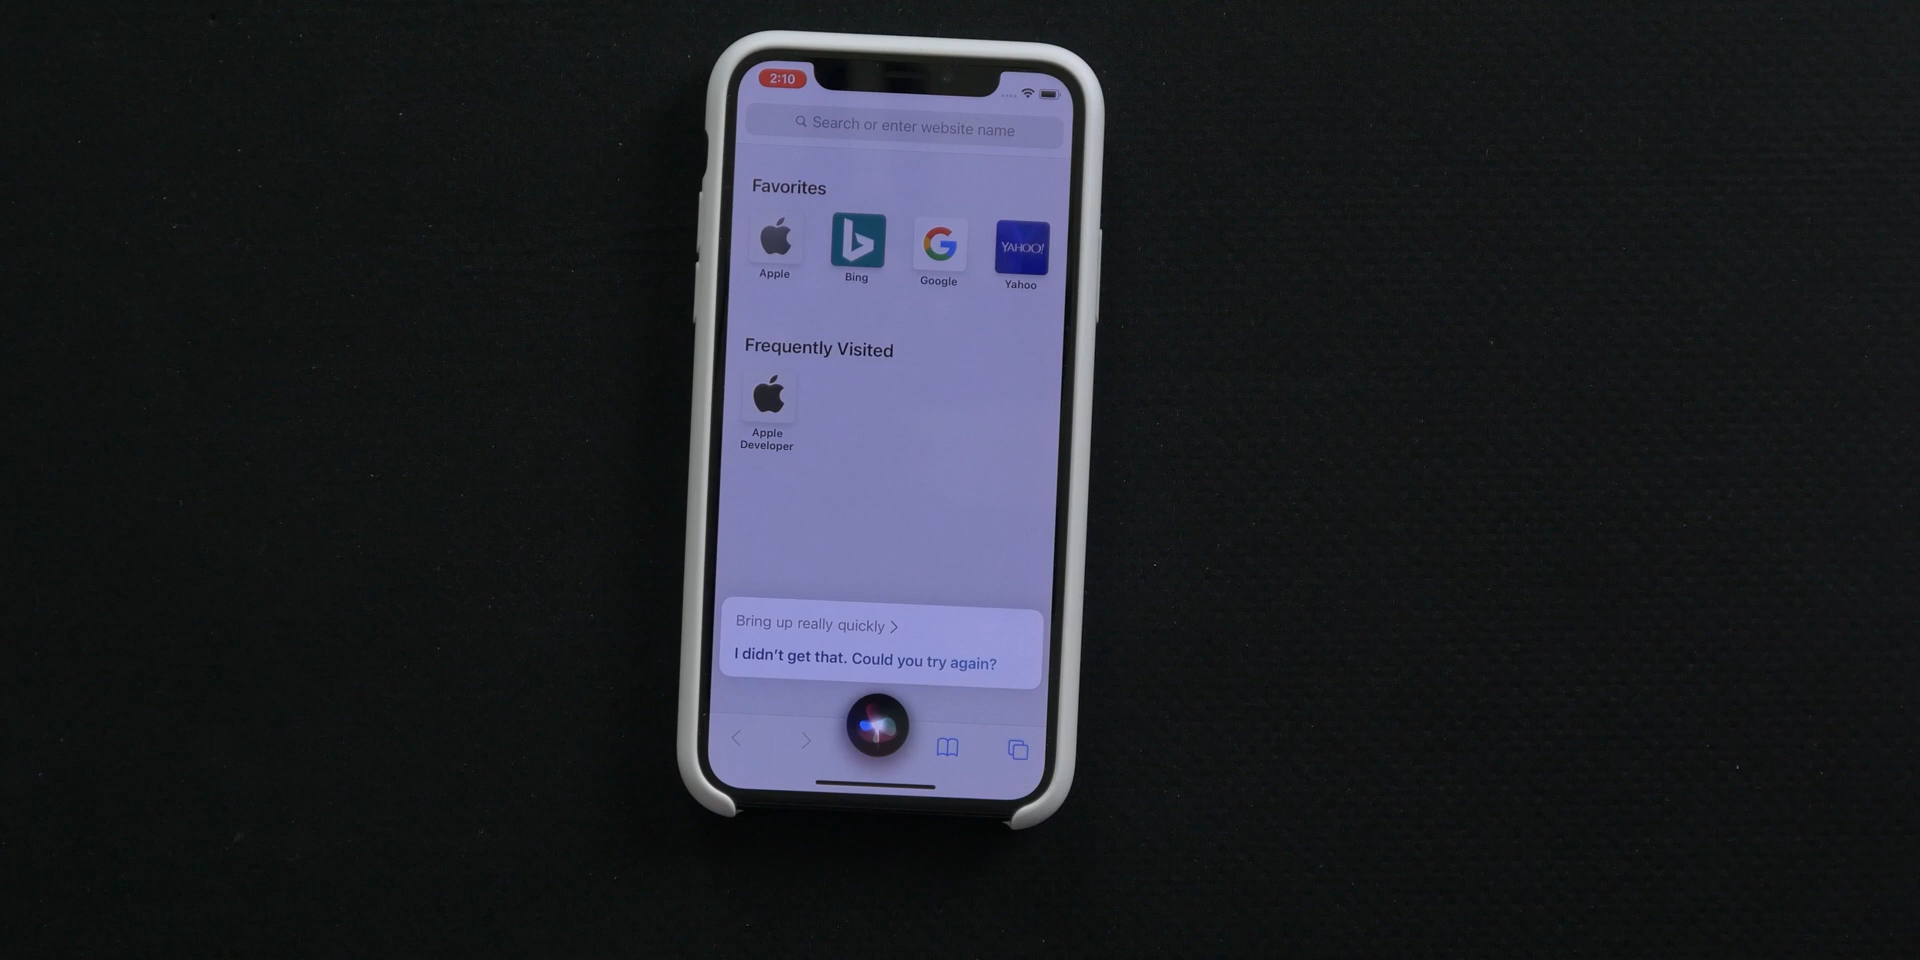 2:10
Search or enter website name
Favorites
YAHOO!
Apple
Bing
Google
Yahoo
Frequently Visited
Apple
Developer
Bring up really quickly >
I didn't get that. Could you try again?